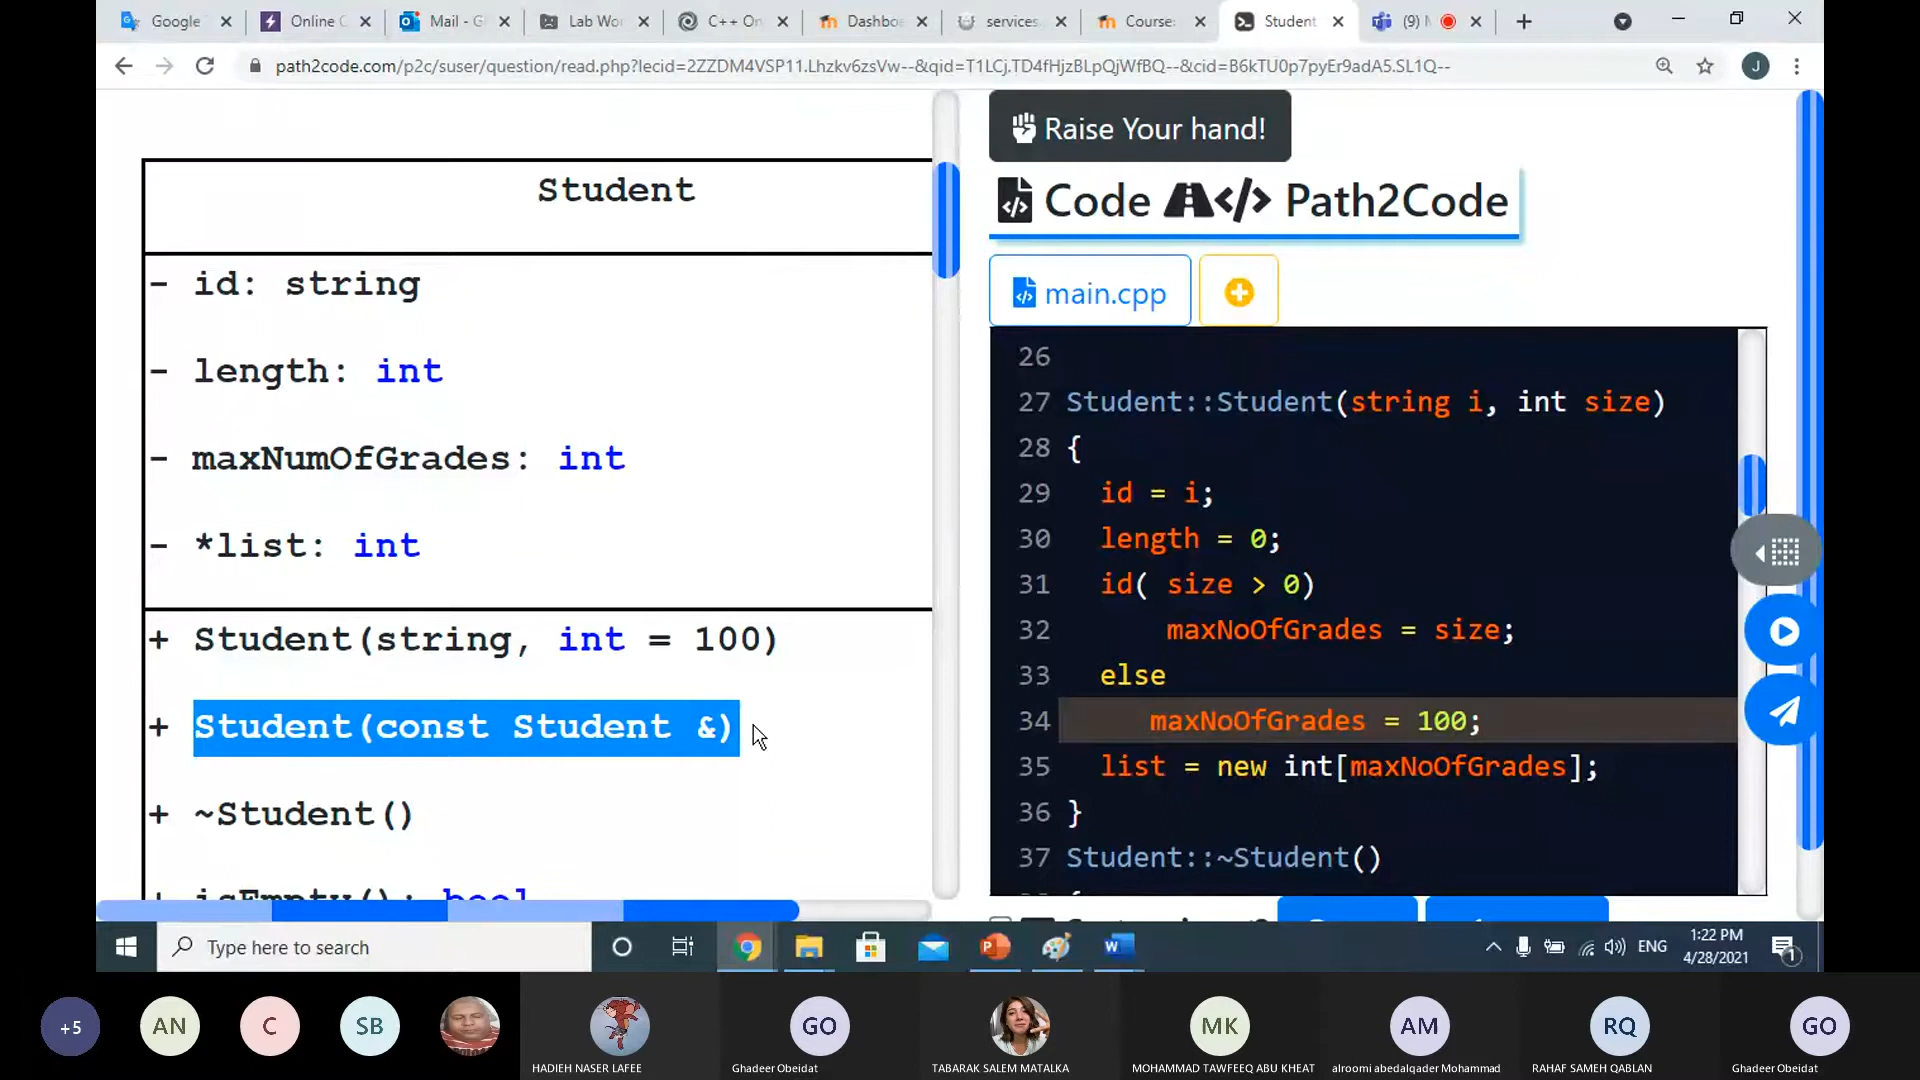 Google
Online C
Mail - G
Lab Wo
C++ On
Dashbo
services.
Course:
Student
(9)
path2code.com/p2c/suser/question/read.php?lecid=2ZZDM4VSP11.Lhzkv6zsVw--&qid=T1LCj.TD4fHjzBLpQjWfBQ--&cid=B6kTU0p7pyEr9adA5.SL1Q--
J
Student
- id: string
- length: int
- maxNumOfGrades: int
- *list: int
+ Student(string, int = 100)
+ Student(const Student &)
+ ~Student()
+ isEmpty(): bool
Raise Your hand!
Code </> Path2Code
main.cpp
26
27 Student::Student(string i, int size)
28 {
29 id = i;
30 length = 0;
31 id( size > 0)
32 maxNoOfGrades = size;
33 else
34 maxNoOfGrades = 100;
35 list = new int[maxNoOfGrades];
36 }
37 Student::~Student()
Type here to search
ENG
1:22 PM
4/28/2021
1
+5
AN
C
SB
HADIEH NASER LAFEE
GO
Ghadeer Obeidat
TABARAK SALEM MATALKA
MK
MOHAMMAD TAWFEEQ ABU KHEAT
AM
alroomi abedalqader Mohammad
RQ
RAHAF SAMEH QABLAN
GO
Ghadeer Obeidat